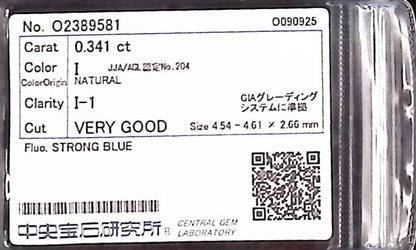 No. O2389581 O090925
Carat 0.341 ct
Color I JJA/AGL認定No.204
ColorOrigin NATURAL
Clarity I-1 GIAグレーディング
システムに準拠
Cut VERY GOOD Size 4.54 - 4.61 × 2.66 mm
Fluo. STRONG BLUE
中央宝石研究所® CENTRAL GEM
LABORATORY